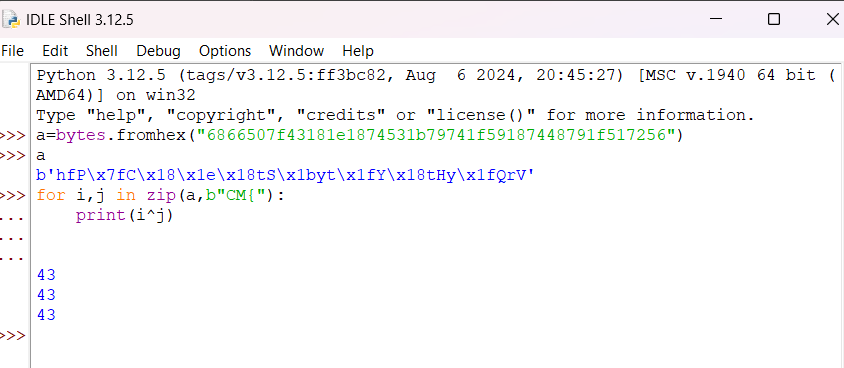 IDLE Shell 3.12.5
File Edit Shell Debug Options Window Help
Python 3.12.5 (tags/v3.12.5:ff3bc82, Aug  6 2024, 20:45:27) [MSC v.1940 64 bit (
AMD64)] on win32
Type "help", "copyright", "credits" or "license()" for more information.
>>> a=bytes.fromhex("6866507f43181e1874531b79741f59187448791f517256")
>>> a
b'hfP\x7fC\x18\x1e\x18tS\x1byt\x1fY\x18tHy\x1fQrV'
>>> for i,j in zip(a,b"CM{"):
...     print(i^j)
...
...
43
43
43
>>>